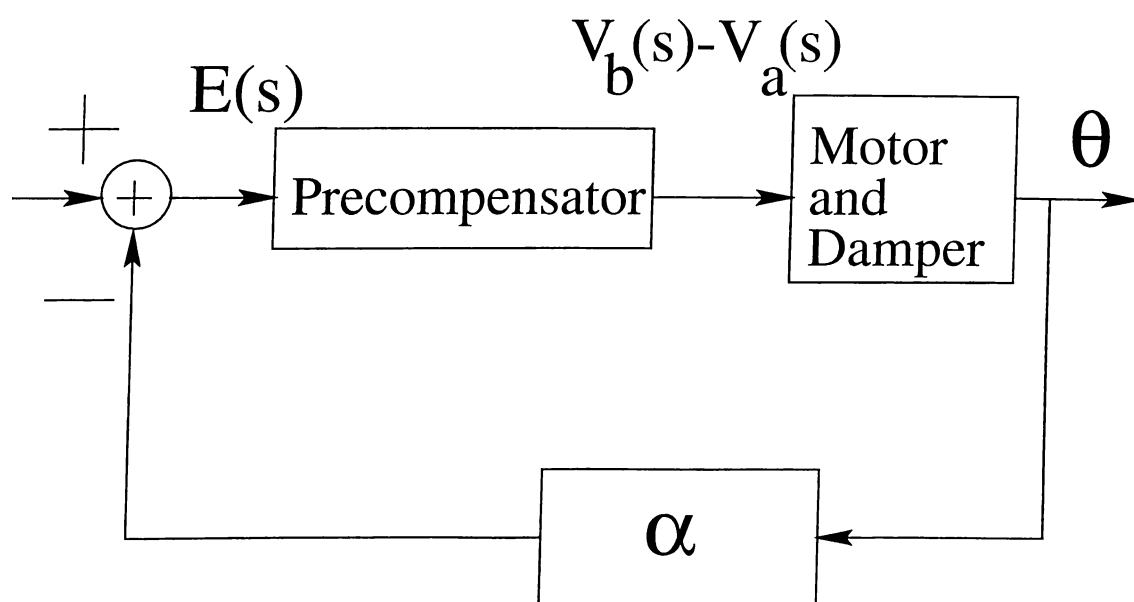 V_b(s)-V_a(s)
E(s)
+
+
Precompensator
Motor
and
Damper
θ
—
α